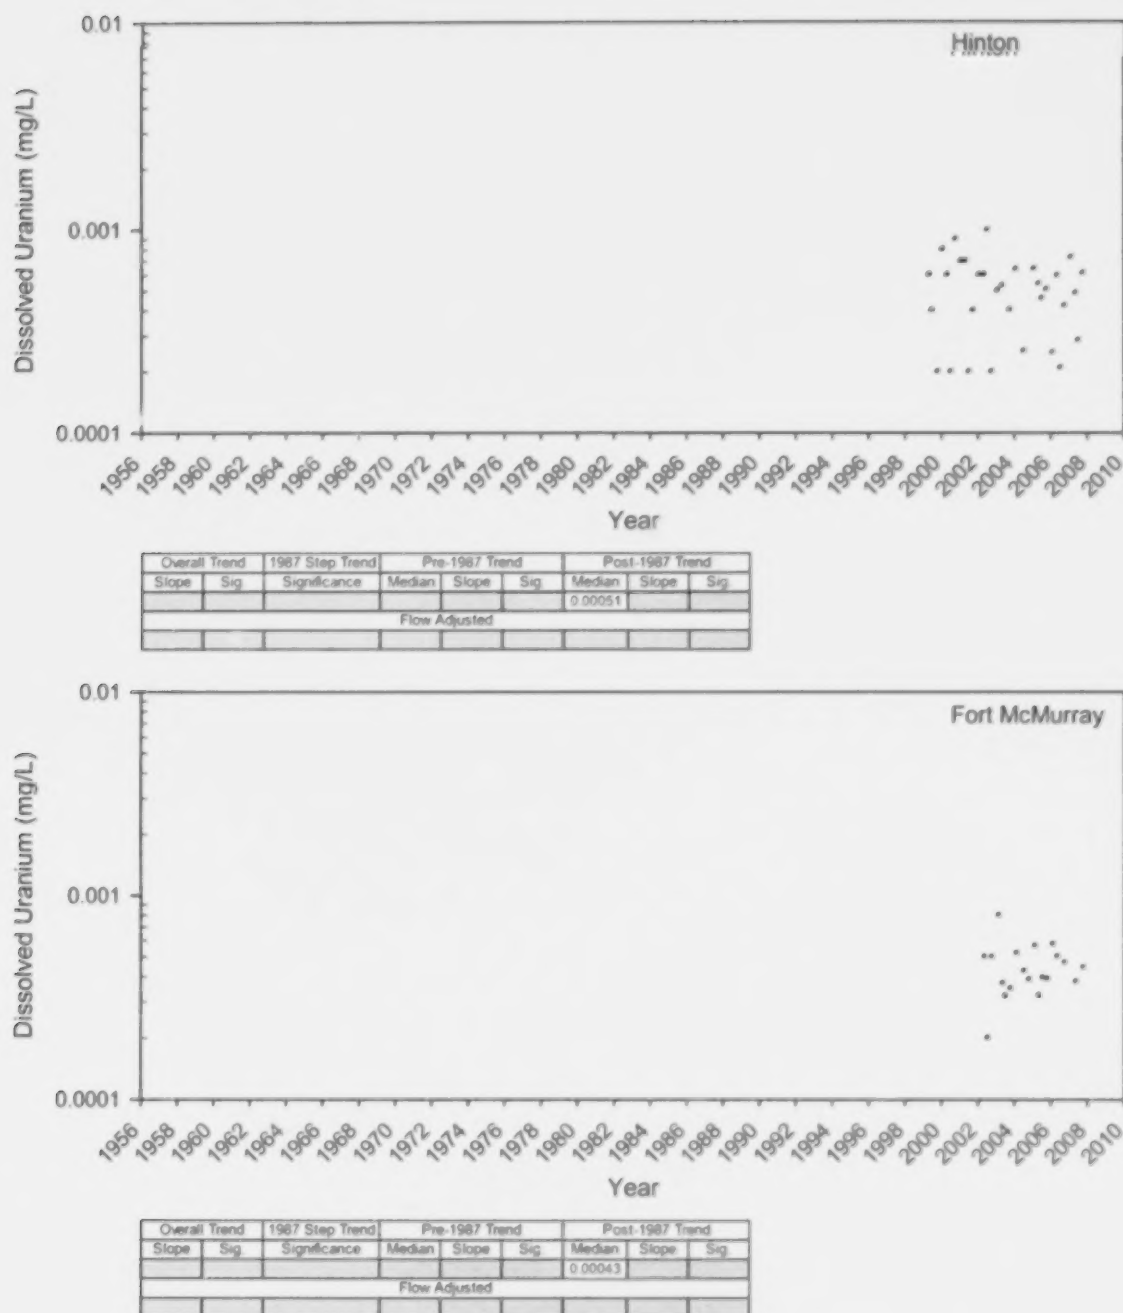 Hinton
Dissolved Uranium (mg/L)
0.01
0.001
0.0001
1956 1958 1960 1962 1964 1966 1968 1970 1972 1974 1976 1978 1980 1982 1984 1986 1988 1990 1992 1994 1996 1998 2000 2002 2004 2006 2008 2010
Year
Overall Trend 1987 Step Trend Pre-1987 Trend Post-1987 Trend
Slope Sig. Significance Median Slope Sig. Median Slope Sig.
0.00051
Flow Adjusted
Fort McMurray
Dissolved Uranium (mg/L)
0.01
0.001
0.0001
1956 1958 1960 1962 1964 1966 1968 1970 1972 1974 1976 1978 1980 1982 1984 1986 1988 1990 1992 1994 1996 1998 2000 2002 2004 2006 2008 2010
Year
Overall Trend 1987 Step Trend Pre-1987 Trend Post-1987 Trend
Slope Sig. Significance Median Slope Sig. Median Slope Sig.
0.00043
Flow Adjusted